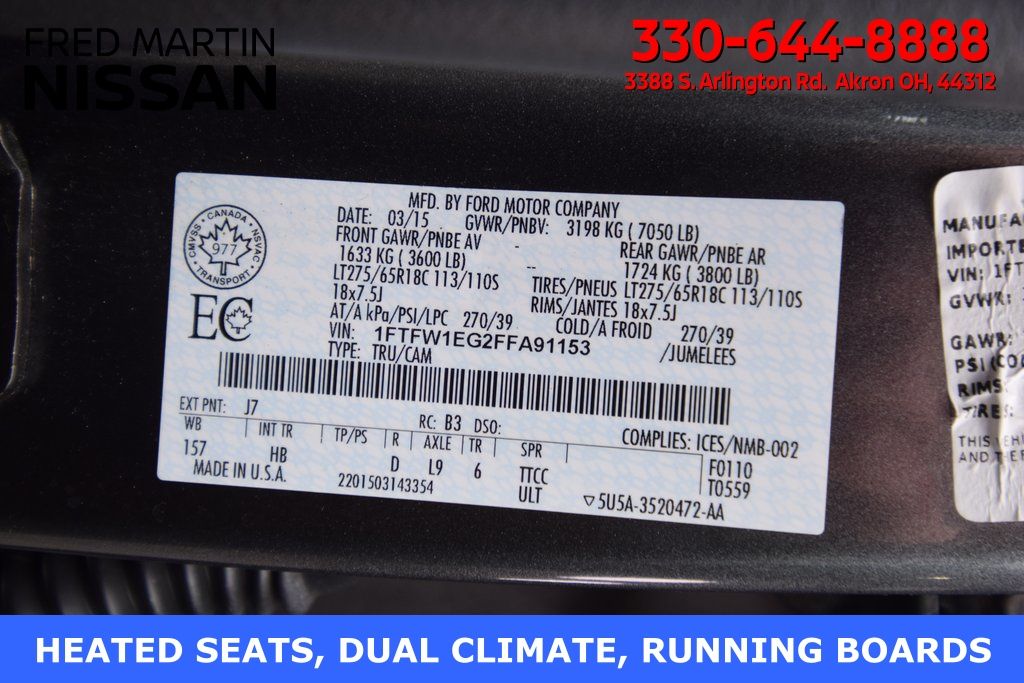 FRED MARTIN
NISSAN
330-644-8888
3388 S. Arlington Rd. Akron OH, 44312
MFD. BY FORD MOTOR COMPANY
DATE: 03/15 GVWR/PNBV: 3198 KG ( 7050 LB)
FRONT GAWR/PNBE AV - REAR GAWR/PNBE AR
1633 KG ( 3600 LB) -- 1724 KG ( 3800 LB)
LT275/65R18C 113/110S TIRES/PNEUS LT275/65R18C 113/110S
18x7.5J RIMS/JANTES 18x7.5J
AT/A kPa/PSI/LPC 270/39 COLD/A FROID 270/39
VIN: 1FTFW1EG2FFA91153 /JUMELEES
TYPE: TRU/CAM
CANADA
CMVSS NSVAC
977
TRANSPORT
EC
EXT PNT: J7 RC: B3 DSO: COMPLIES: ICES/NMB-002
WB INT TR TP/PS R AXLE TR SPR
157 HB D L9 6 TTCC F0110
MADE IN U.S.A. 2201503143354 ULT T0559
▽5U5A-3520472-AA
MANUFA
IMPORTE
VIN: 1FT
GVWR:
GAWR:
PSI (CO
RIMS:
TIRES:
THIS VEHI
AND THE
HEATED SEATS, DUAL CLIMATE, RUNNING BOARDS